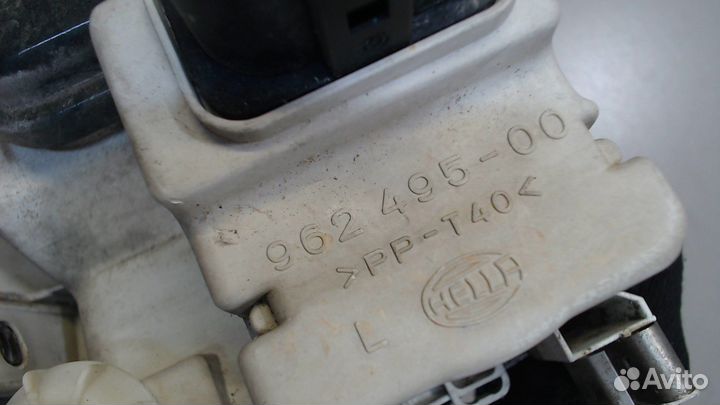 962 495-00
>PP-T40<
HELLA
L
Avito